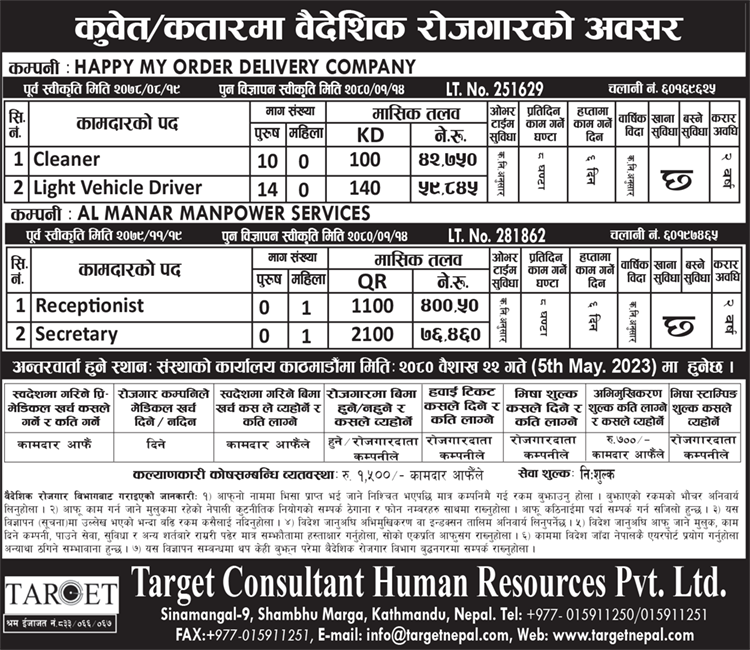 कुवेत/कतारमा वैदेशिक रोजगारको अवसर
कम्पनी : HAPPY MY ORDER DELIVERY COMPANY
पूर्व स्वीकृति मिति २०७९/०९/१९ पुन विज्ञापन स्वीकृति मिति २०८०/०१/१४ LT. No. 251629 चलानी नं. ६०१६९६२५
सि. नं. कामदारको पद माग संख्या पुरुष महिला मासिक तलव KD ने.रु. ओभर टाईम सुविधा प्रतिदिन काम गर्ने घण्टा हप्तामा काम गर्ने दिन वार्षिक विदा खाना सुविधा बस्ने सुविधा करार अवधि
1 Cleaner 10 0 100 ४२,७५० क.नि.अनुसार ८ घण्टा ६ दिन क.नि.अनुसार छ २ वर्ष
2 Light Vehicle Driver 14 0 140 ५९,८४५
कम्पनी : AL MANAR MANPOWER SERVICES
पूर्व स्वीकृति मिति २०७९/११/१९ पुन विज्ञापन स्वीकृति मिति २०८०/०१/१४ LT. No. 281862 चलानी नं. ६०१९७४६५
सि. नं. कामदारको पद माग संख्या पुरुष महिला मासिक तलव QR ने.रु. ओभर टाईम सुविधा प्रतिदिन काम गर्ने घण्टा हप्तामा काम गर्ने दिन वार्षिक विदा खाना सुविधा बस्ने सुविधा करार अवधि
1 Receptionist 0 1 1100 ४००.५० क.नि.अनुसार ८ घण्टा ६ दिन क.नि.अनुसार छ २ वर्ष
2 Secretary 0 1 2100 ७६,४६०
अन्तरवार्ता हुने स्थानः संस्थाको कार्यालय काठमाडौंमा मितिः २०८० वैशाख २२ गते (5th May. 2023) मा हुनेछ ।
स्वदेशमा गरिने प्रि-मेडिकल खर्च कसले गर्ने र कति गर्ने रोजगार कम्पनिले मेडिकल खर्च दिने / नदिन स्वदेशमा गरिने बिमा खर्च कस ले व्यहोर्ने र कति लाग्ने रोजगारमा बिमा हुने/नहुने र कसले व्यहोर्ने हवाई टिकट कसले दिने र कति लाग्ने भिषा शुल्क कसले दिने र कति लाग्ने अभिमुखिकरण शुल्क कति लाग्ने र कसले व्यहोर्ने भिषा स्टाम्पिङ शुल्क कसले व्यहोर्ने
कामदार आफैं दिने कामदार आफैंले हुने / रोजगारदाता कम्पनीले रोजगारदाता कम्पनीले रोजगारदाता कम्पनीले रु.७००/- कामदार आफैंले रोजगारदाता कम्पनीले
कल्याणकारी कोषसम्बन्धि व्यवस्थाः रु. १,५००/- कामदार आफैंले सेवा शुल्कः निःशुल्क
वैदेशिक रोजगार विभागबाट गराइएको जानकारी: १) आफुनो नाममा भिसा प्राप्त भई जाने निश्चित भएपछि मात्र कम्पनिमै गई रकम बुझाउनु होला । बुझाएको रकमको भौचर अनिवार्य
लिनुहोला । २) आफू काम गर्न जाने मुलुकमा रहेको नेपाली कुटनीतिक नियोगको सम्पर्क ठेगाना र फोन नम्बरहरु साथमा राख्नुहोला । आफू कठिनाईमा पर्दा सम्पर्क गर्न सजिलो हुन्छ । ३) यस
विज्ञापन (सूचना)मा उल्लेख भएको भन्दा बढि रकम कसैलाई नदिनुहोला । ४) विदेश जानुअघि अभिमुखिकरण वा इन्डक्सन तालिम अनिवार्य लिनुपर्नेछ । ५) विदेश जानुअघि आफु जाने मुलुक, काम
दिने कम्पनी, पाउने सेवा, सुविधा र अन्य शर्तबारे राम्ररी पढेर मात्र सम्झौतामा हस्ताक्षर गर्नुहोला, सोको एकप्रति आफुसंग राख्नुहोला । ६) काममा विदेश जाँदा नेपालकै एयरपोर्ट प्रयोग गर्नुहोला
अन्यथा ठगिने सम्भावाना हुन्छ । ७) यस विज्ञापन सम्बन्धमा थप केही बुझ्न परेमा वैदेशिक रोजगार विभाग बुद्धनगरमा सम्पर्क राख्नुहोला ।
TARGET
श्रम ईजाजत नं.८३३/०६६/०६७
Target Consultant Human Resources Pvt. Ltd.
Sinamangal-9, Shambhu Marga, Kathmandu, Nepal. Tel: +977- 015911250/015911251
FAX:+977-015911251, E-mail: info@targetnepal.com, Web: www.targetnepal.com